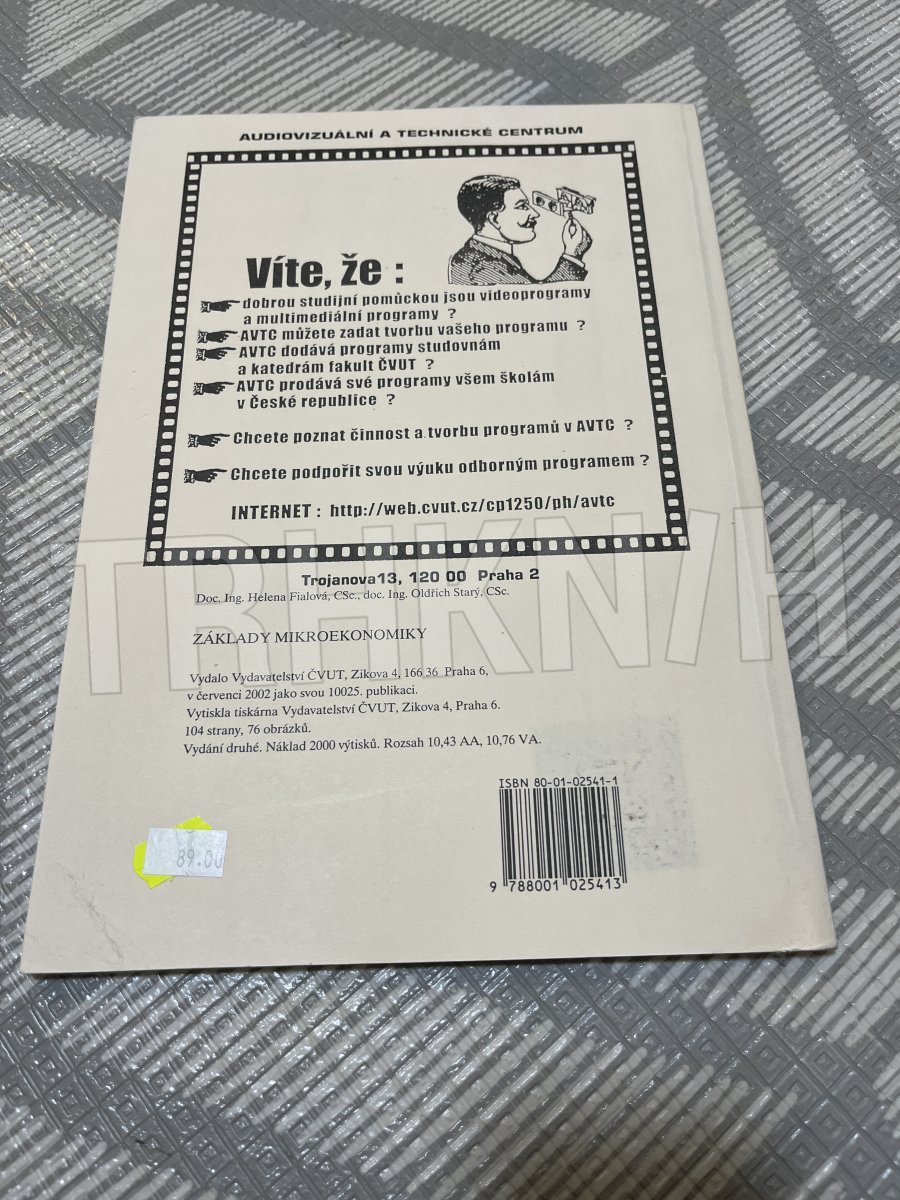 AUDIOVIZUÁLNÍ A TECHNICKÉ CENTRUM
Víte, že :
dobrou studijní pomůckou jsou videoprogramy
a multimediální programy ?
AVTC můžete zadat tvorbu vašeho programu ?
AVTC dodává programy studovnám
a katedrám fakult ČVUT ?
AVTC prodává své programy všem školám
v České republice ?
Chcete poznat činnost a tvorbu programů v AVTC ?
Chcete podpořit svou výuku odborným programem ?
INTERNET : http://web.cvut.cz/cp1250/ph/avtc
Trojanova13, 120 00 Praha 2
Doc. Ing. Helena Fialová, CSc., doc. Ing. Oldřich Starý, CSc.
ZÁKLADY MIKROEKONOMIKY
Vydalo Vydavatelství ČVUT, Zikova 4, 166 36 Praha 6,
v červenci 2002 jako svou 10025. publikaci.
Vytiskla tiskárna Vydavatelství ČVUT, Zikova 4, Praha 6.
104 strany, 76 obrázků.
Vydání druhé. Náklad 2000 výtisků. Rozsah 10,43 AA, 10,76 VA.
ISBN 80-01-02541-1
89.00
9 788001 025413
TRHKNIH